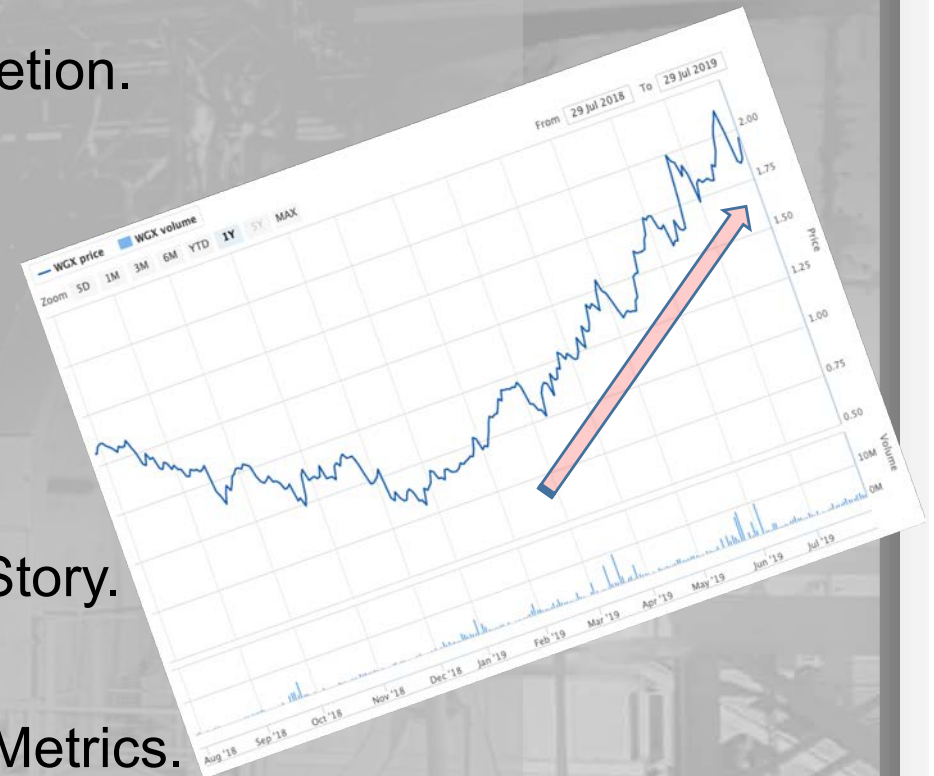 etion.
From 29 Jul 2018 To 29 Jul 2019
WGX price WGX volume
Zoom 5D 1M 3M 6M YTD 1Y 5Y MAX
2.00
1.75
1.50
Price
1.25
1.00
0.75
0.50
Volume
10M
0M
Aug '18 Sep '18 Oct '18 Nov '18 Dec '18 Jan '19 Feb '19 Mar '19 Apr '19 May '19 Jun '19 Jul '19
Story.
Metrics.